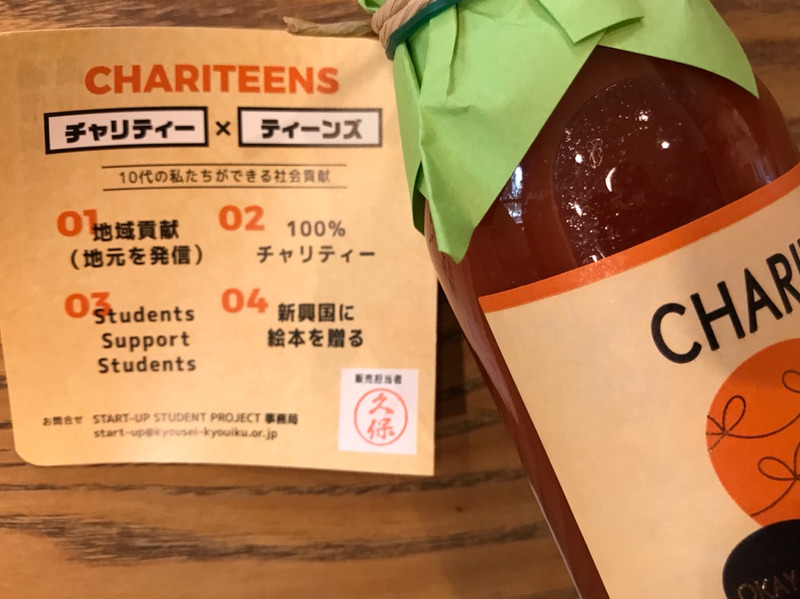 CHARITEENS
チャリティー × ティーンズ
10代の私たちができる社会貢献
01 地域貢献
(地元を発信)
02 100%
チャリティー
03 Students
Support
Students
04 新興国に
絵本を贈る
販売担当者
久保
お問合せ START-UP STUDENT PROJECT 事務局
start-up@kyousei-kyouiku.or.jp
CHARI
OKAY